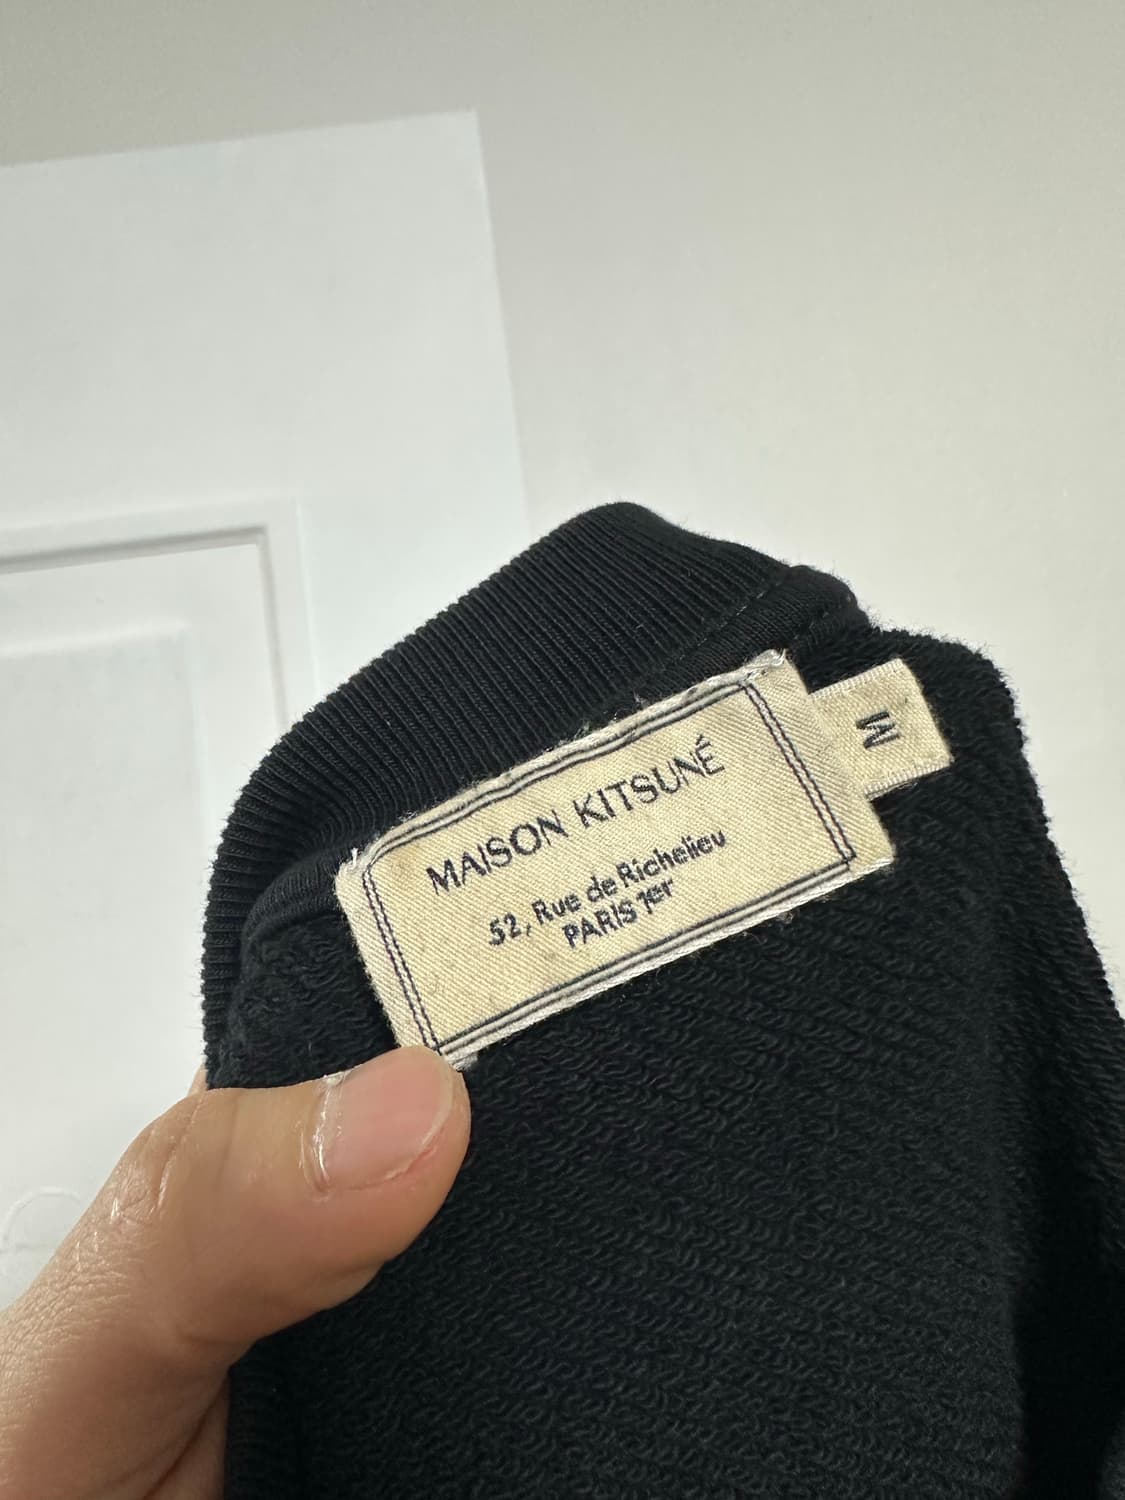 MAISON KITSUNÉ
52, Rue de Richelieu
PARIS 1er
M